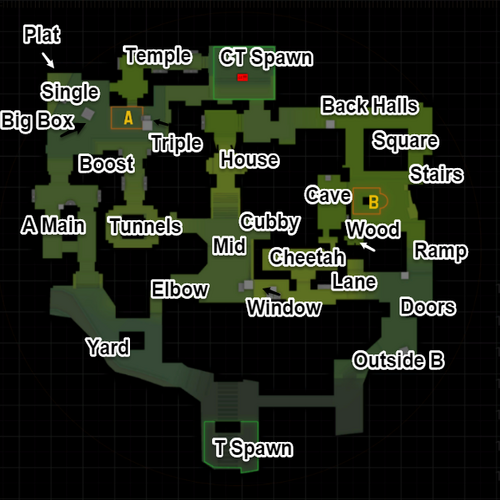 Plat
Temple
CT Spawn
Single
Back Halls
Big Box
A
Triple
Square
Boost
House
Stairs
Cave
B
A Main
Tunnels
Cubby
Wood
Mid
Ramp
Cheetah
Lane
Elbow
Window
Doors
Yard
Outside B
T Spawn